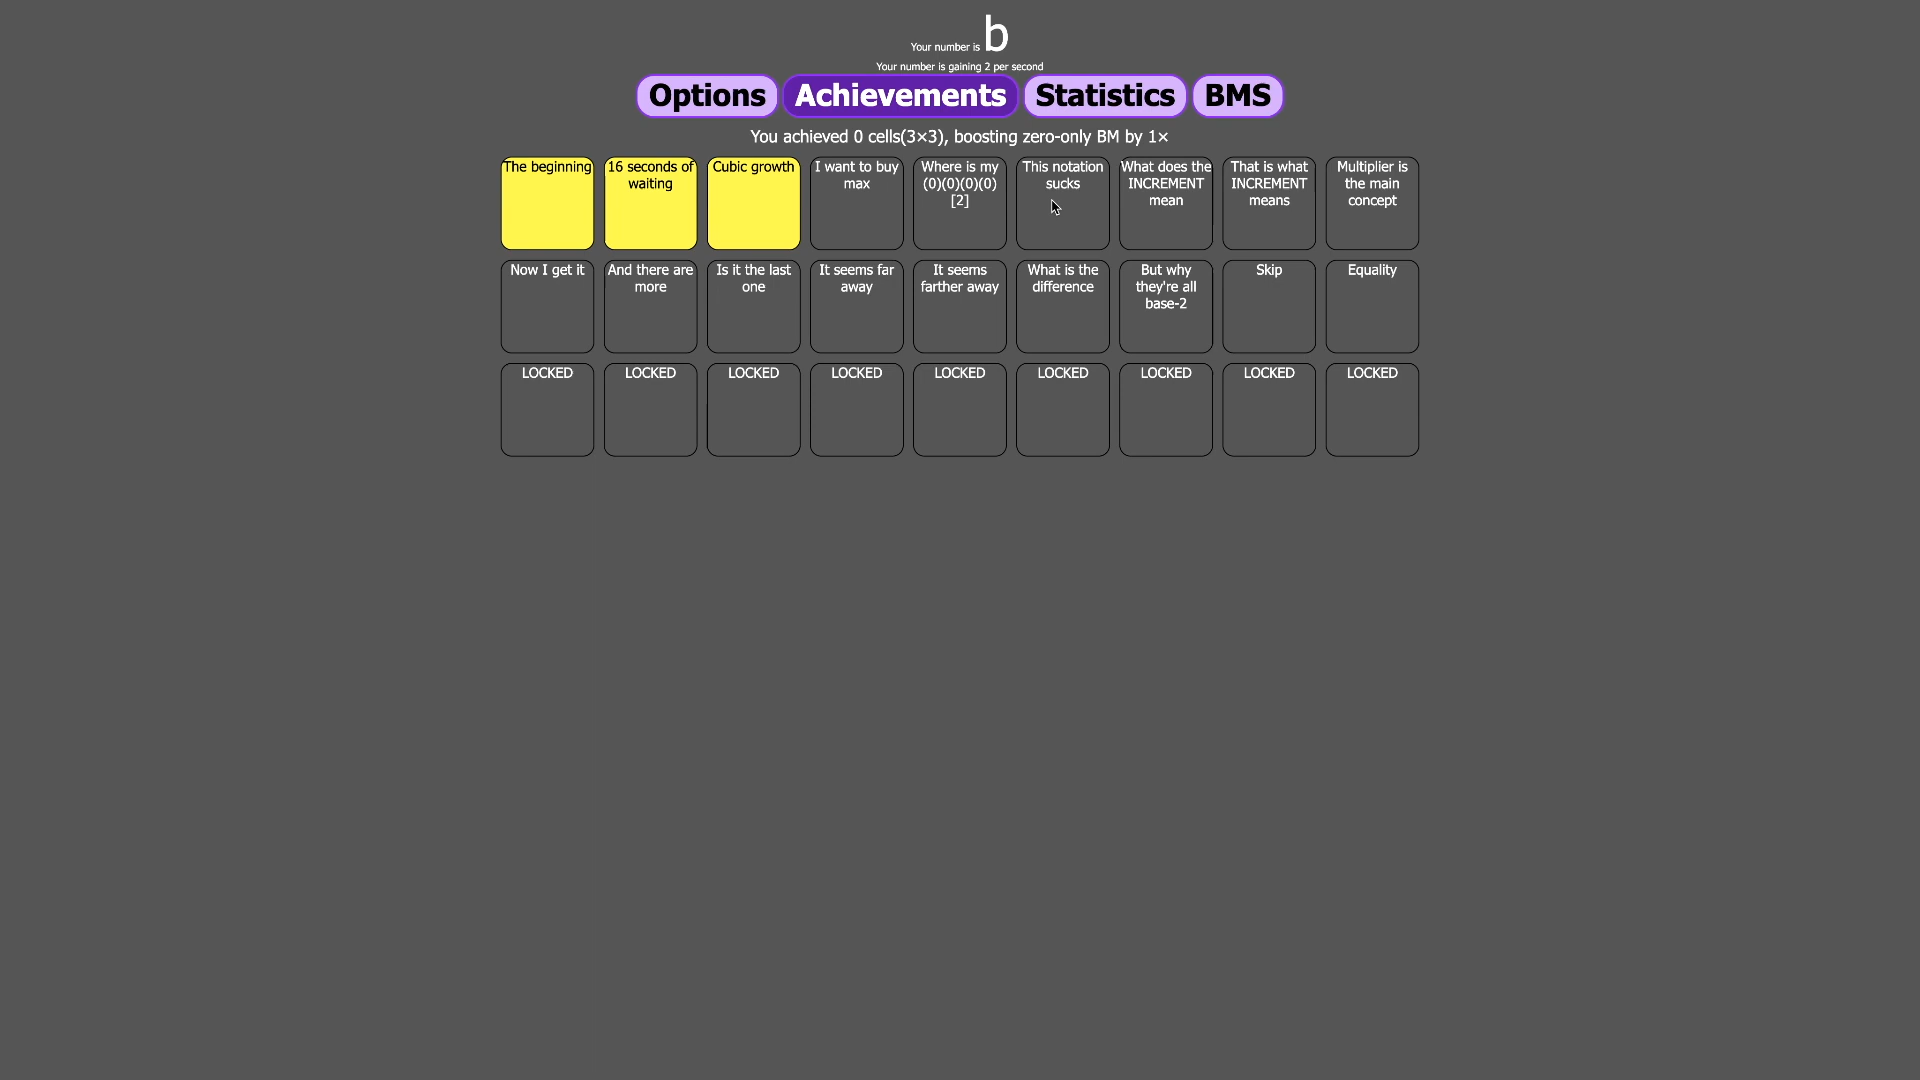 Your number is b
Your number is gaining 2 per second
Options Achievements Statistics BMS
You achieved 0 cells(3×3), boosting zero-only BM by 1×
The beginning
16 seconds of
waiting
Cubic growth
I want to buy
max
Where is my
(0)(0)(0)(0)
[2]
This notation
sucks
What does the
INCREMENT
mean
That is what
INCREMENT
means
Multiplier is
the main
concept
Now I get it
And there are
more
Is it the last
one
It seems far
away
It seems
farther away
What is the
difference
But why
they're all
base-2
Skip
Equality
LOCKED
LOCKED
LOCKED
LOCKED
LOCKED
LOCKED
LOCKED
LOCKED
LOCKED